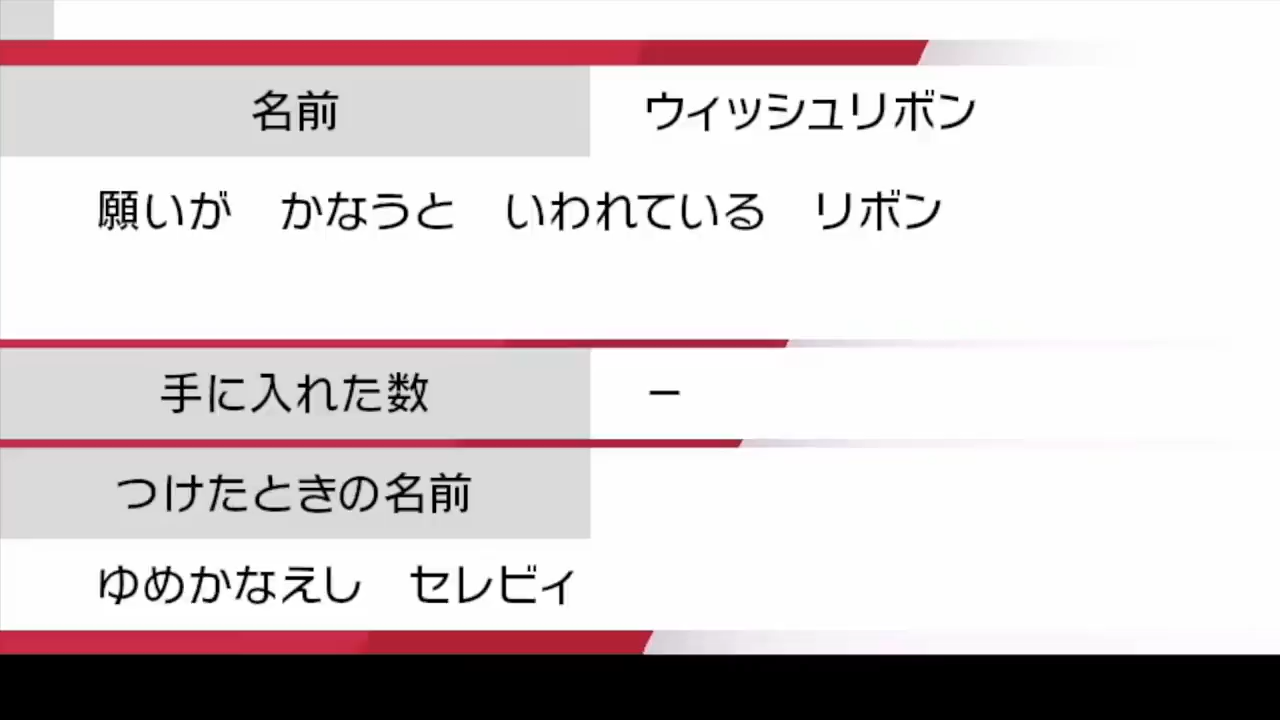 名前 ウィッシュリボン
願いが　かなうと　いわれている　リボン
手に入れた数 ー
つけたときの名前
ゆめかなえし　セレビィ